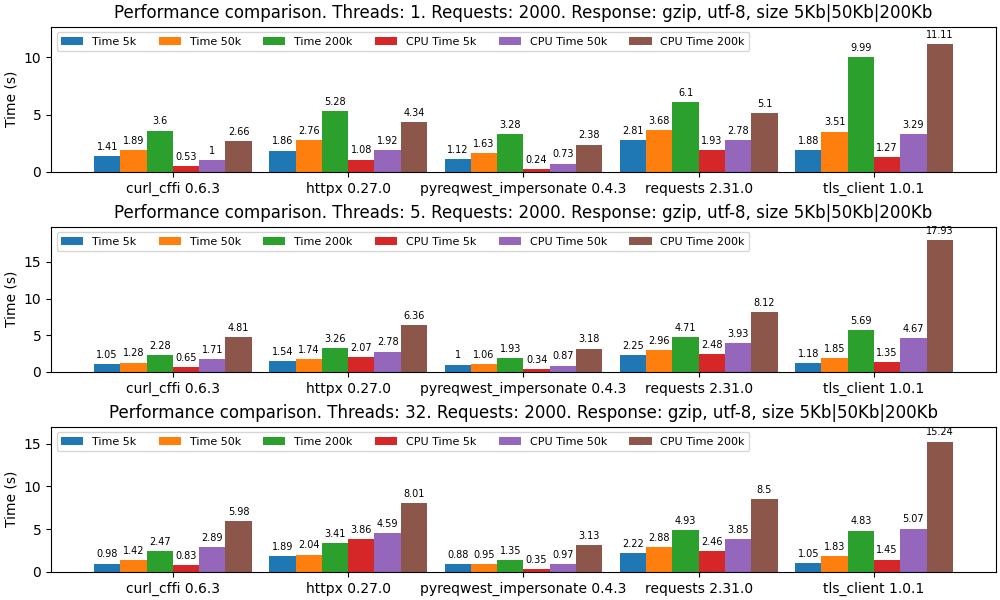 Performance comparison. Threads: 1. Requests: 2000. Response: gzip, utf-8, size 5Kb|50Kb|200Kb
Time 5k Time 50k Time 200k CPU Time 5k CPU Time 50k CPU Time 200k
Time (s)
10
5
0
1.41 1.89 3.6 0.53 1 2.66
1.86 2.76 5.28 1.08 1.92 4.34
1.12 1.63 3.28 0.24 0.73 2.38
2.81 3.68 6.1 1.93 2.78 5.1
1.88 3.51 9.99 1.27 3.29 11.11
curl_cffi 0.6.3 httpx 0.27.0 pyreqwest_impersonate 0.4.3 requests 2.31.0 tls_client 1.0.1
Performance comparison. Threads: 5. Requests: 2000. Response: gzip, utf-8, size 5Kb|50Kb|200Kb
Time 5k Time 50k Time 200k CPU Time 5k CPU Time 50k CPU Time 200k
Time (s)
15
10
5
0
1.05 1.28 2.28 0.65 1.71 4.81
1.54 1.74 3.26 2.07 2.78 6.36
1 1.06 1.93 0.34 0.87 3.18
2.25 2.96 4.71 2.48 3.93 8.12
1.18 1.85 5.69 1.35 4.67 17.93
curl_cffi 0.6.3 httpx 0.27.0 pyreqwest_impersonate 0.4.3 requests 2.31.0 tls_client 1.0.1
Performance comparison. Threads: 32. Requests: 2000. Response: gzip, utf-8, size 5Kb|50Kb|200Kb
Time 5k Time 50k Time 200k CPU Time 5k CPU Time 50k CPU Time 200k
Time (s)
15
10
5
0
0.98 1.42 2.47 0.83 2.89 5.98
1.89 2.04 3.41 3.86 4.59 8.01
0.88 0.95 1.35 0.35 0.97 3.13
2.22 2.88 4.93 2.46 3.85 8.5
1.05 1.83 4.83 1.45 5.07 15.24
curl_cffi 0.6.3 httpx 0.27.0 pyreqwest_impersonate 0.4.3 requests 2.31.0 tls_client 1.0.1